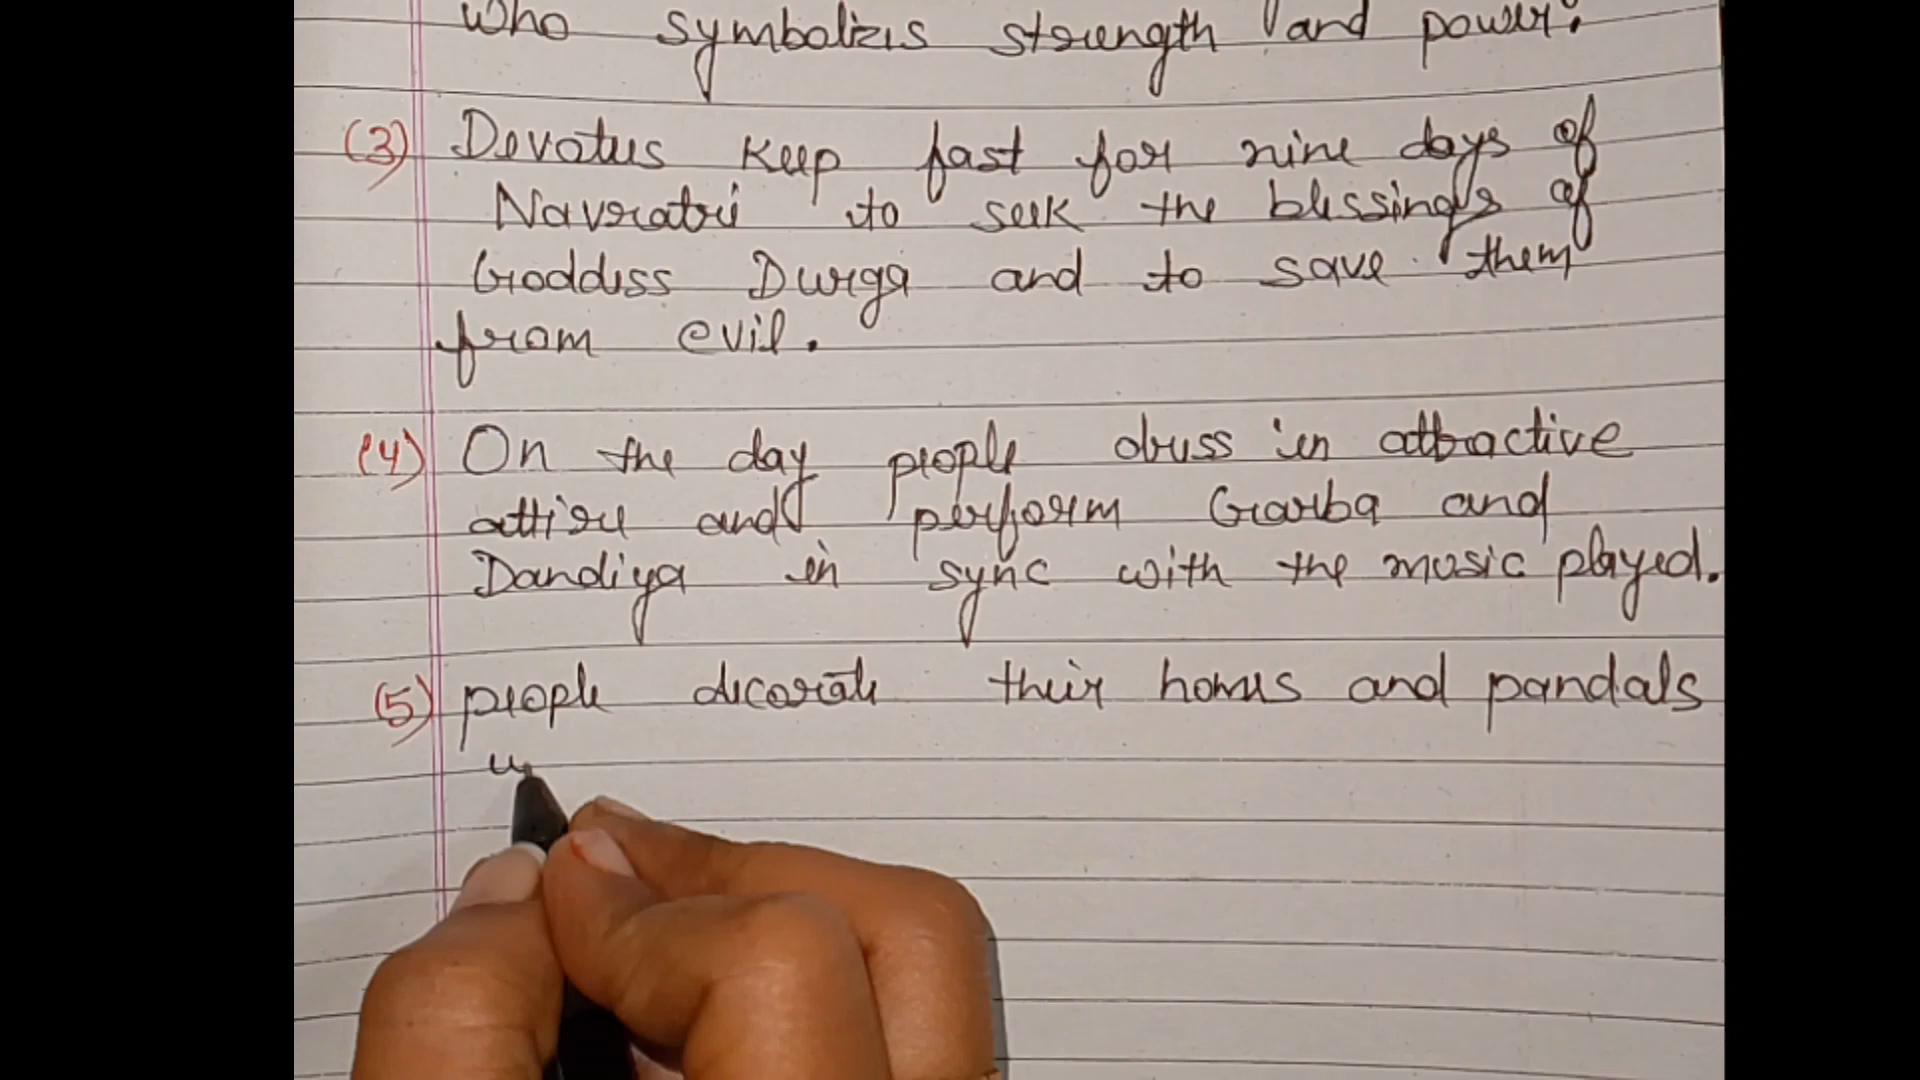 who symbolizes strength and power.
(3) Devotees keep fast for nine days of
Navratri to seek the blessings of
Goddess Durga and to save them
from evil.
(4) On the day people dress in attractive
attire and perform Garba and
Dandiya in sync with the music played.
(5) people decorate their homes and pandals